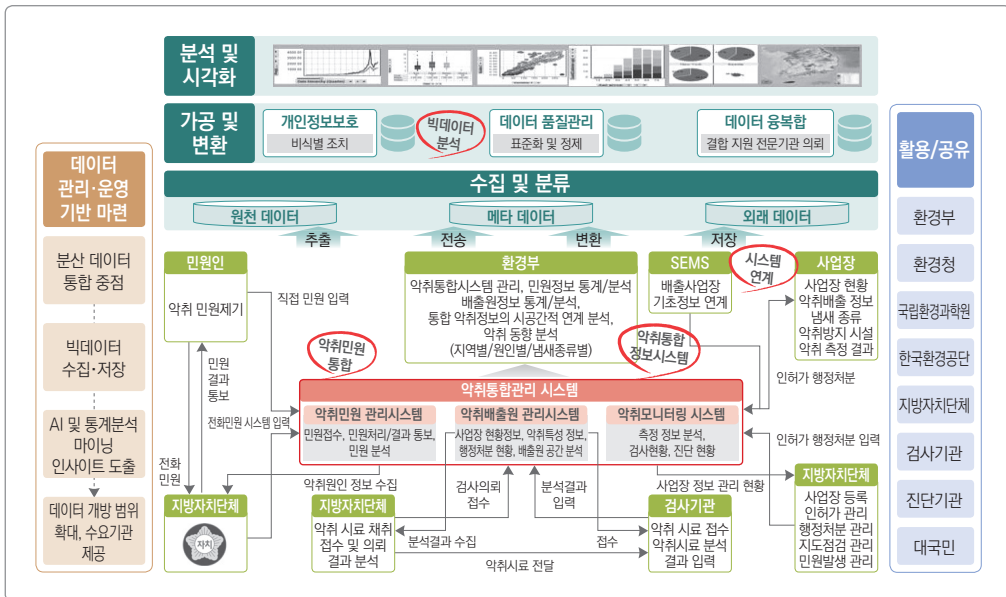 분석 및
시각화
가공 및
변환
개인정보보호
비식별 조치
빅데이터
분석
데이터 품질관리
표준화 및 정제
데이터 융복합
결합 지원 전문기관 의뢰
수집 및 분류
원천 데이터
메타 데이터
외래 데이터
추출
전송
변환
저장
데이터
관리·운영
기반 마련
분산 데이터
통합 중점
빅데이터
수집·저장
AI 및 통계분석
마이닝
인사이트 도출
데이터 개방 범위
확대, 수요기관
제공
민원인
악취 민원제기
직접 민원 입력
민원
결과
통보
전화민원 시스템 입력
전화
민원
환경부
악취통합시스템 관리, 민원정보 통계/분석
배출원정보 통계/분석,
통합 악취정보의 시공간적 연계 분석,
악취 동향 분석
(지역별/원인별/냄새종류별)
SEMS
배출사업장
기초정보 연계
시스템
연계
사업장
사업장 현황
악취배출 정보
냄새 종류
악취방지 시설
악취 측정 결과
악취민원
통합
악취통합
정보시스템
인허가 행정처분
악취통합관리 시스템
악취민원 관리시스템
민원접수, 민원처리/결과 통보,
민원 분석
악취배출원 관리시스템
사업장 현황정보, 악취특성 정보,
행정처분 현황, 배출원 공간 분석
악취모니터링 시스템
측정 정보 분석,
검사현황, 진단 현황
인허가 행정처분 입력
악취원인 정보 수집
검사의뢰
접수
분석결과
입력
사업장 정보 관리 현황
지방자치단체
자치
지방자치단체
악취 시료 채취
접수 및 의뢰
결과 분석
분석결과 수집
접수
악취시료 전달
검사기관
악취 시료 접수
악취시료 분석
결과 입력
지방자치단체
사업장 등록
인허가 관리
행정처분 관리
지도점검 관리
민원발생 관리
활용/공유
환경부
환경청
국립환경과학원
한국환경공단
지방자치단체
검사기관
진단기관
대국민